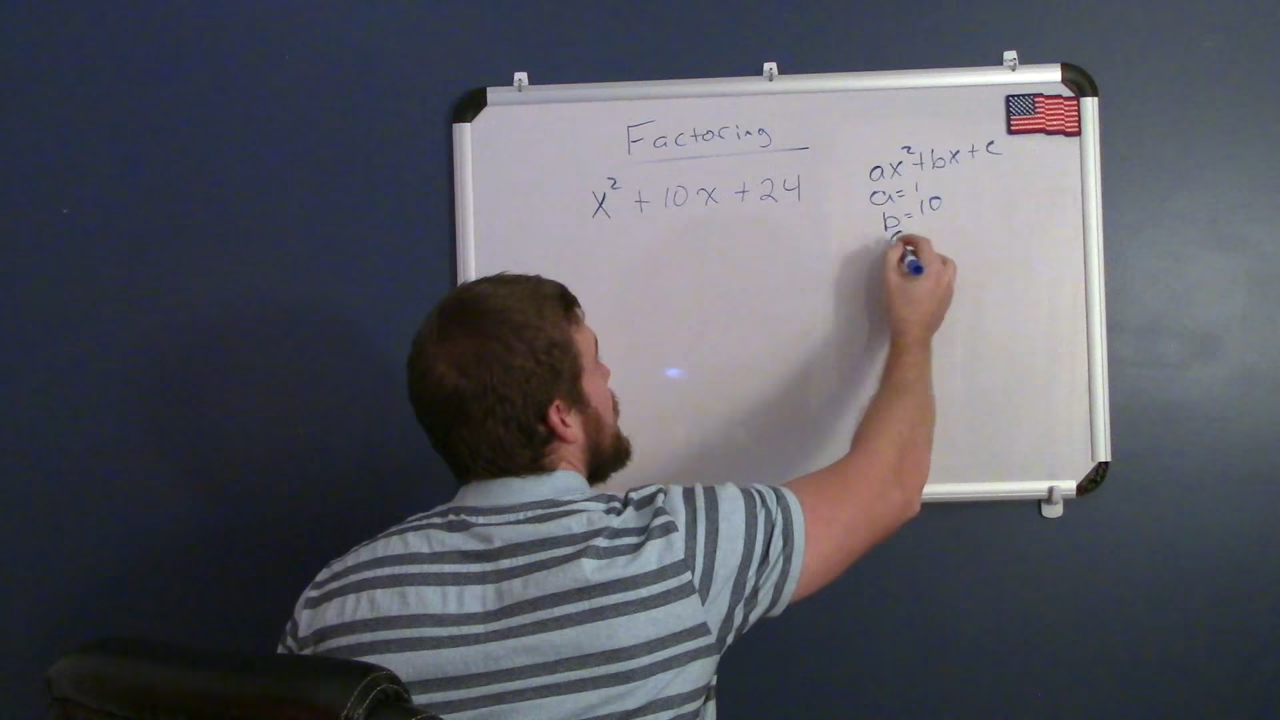 Factoring
x² + 10x + 24
ax² + bx + c
a = 1
b = 10
c